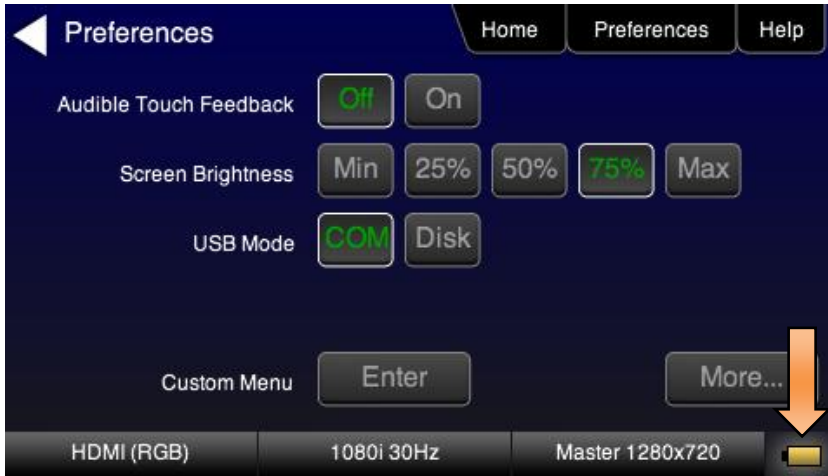 Preferences Home Preferences Help
Audible Touch Feedback Off On
Screen Brightness Min 25% 50% 75% Max
USB Mode COM Disk
Custom Menu Enter More...
HDMI (RGB) 1080i 30Hz Master 1280x720